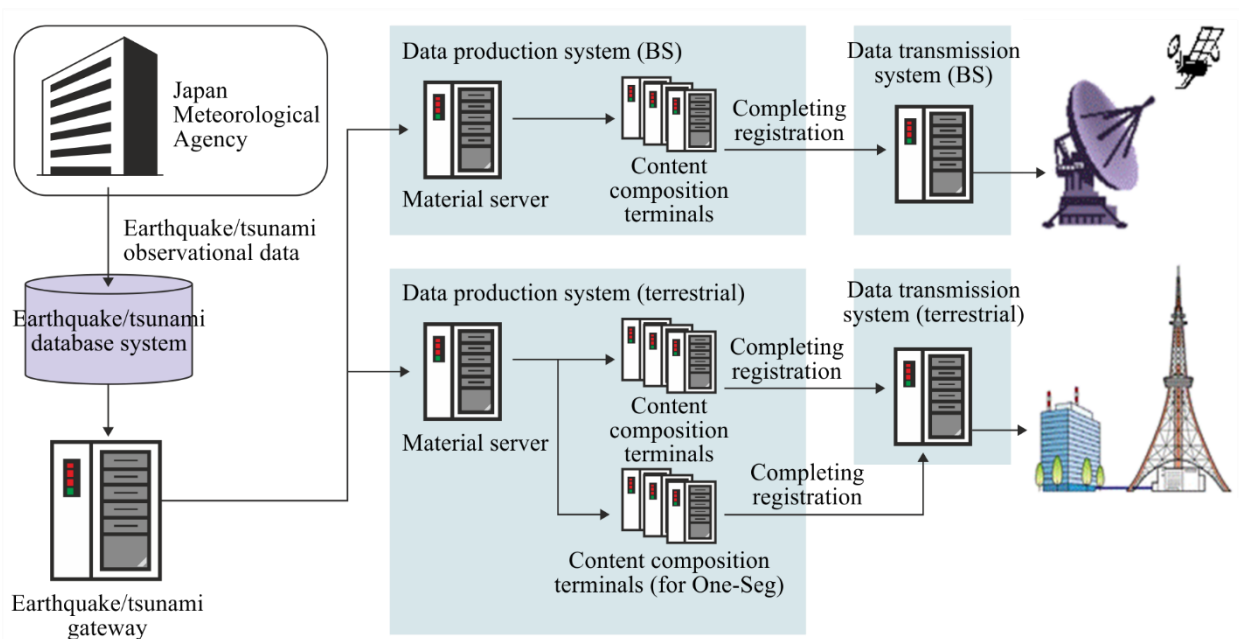 Japan
Meteorological
Agency
Earthquake/tsunami
observational data
Earthquake/tsunami
database system
Earthquake/tsunami
gateway
Data production system (BS)
Material server
Content
composition
terminals
Completing
registration
Data transmission
system (BS)
Data production system (terrestrial)
Material server
Content
composition
terminals
Completing
registration
Content composition
terminals (for One-Seg)
Completing
registration
Data transmission
system (terrestrial)